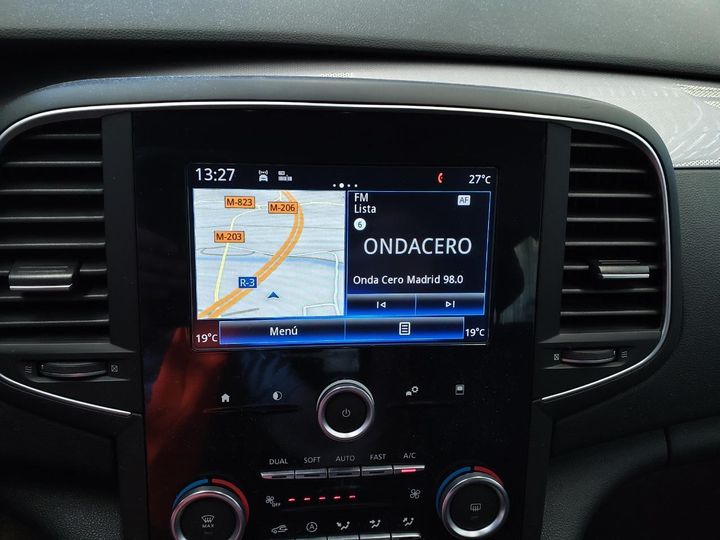 13:27
27°C
M-823
M-206
M-203
R-3
FM
AF
Lista
6
ONDACERO
Onda Cero Madrid 98.0
19°C
Menú
19°C
DUAL SOFT AUTO FAST A/C
OFF
MAX
A